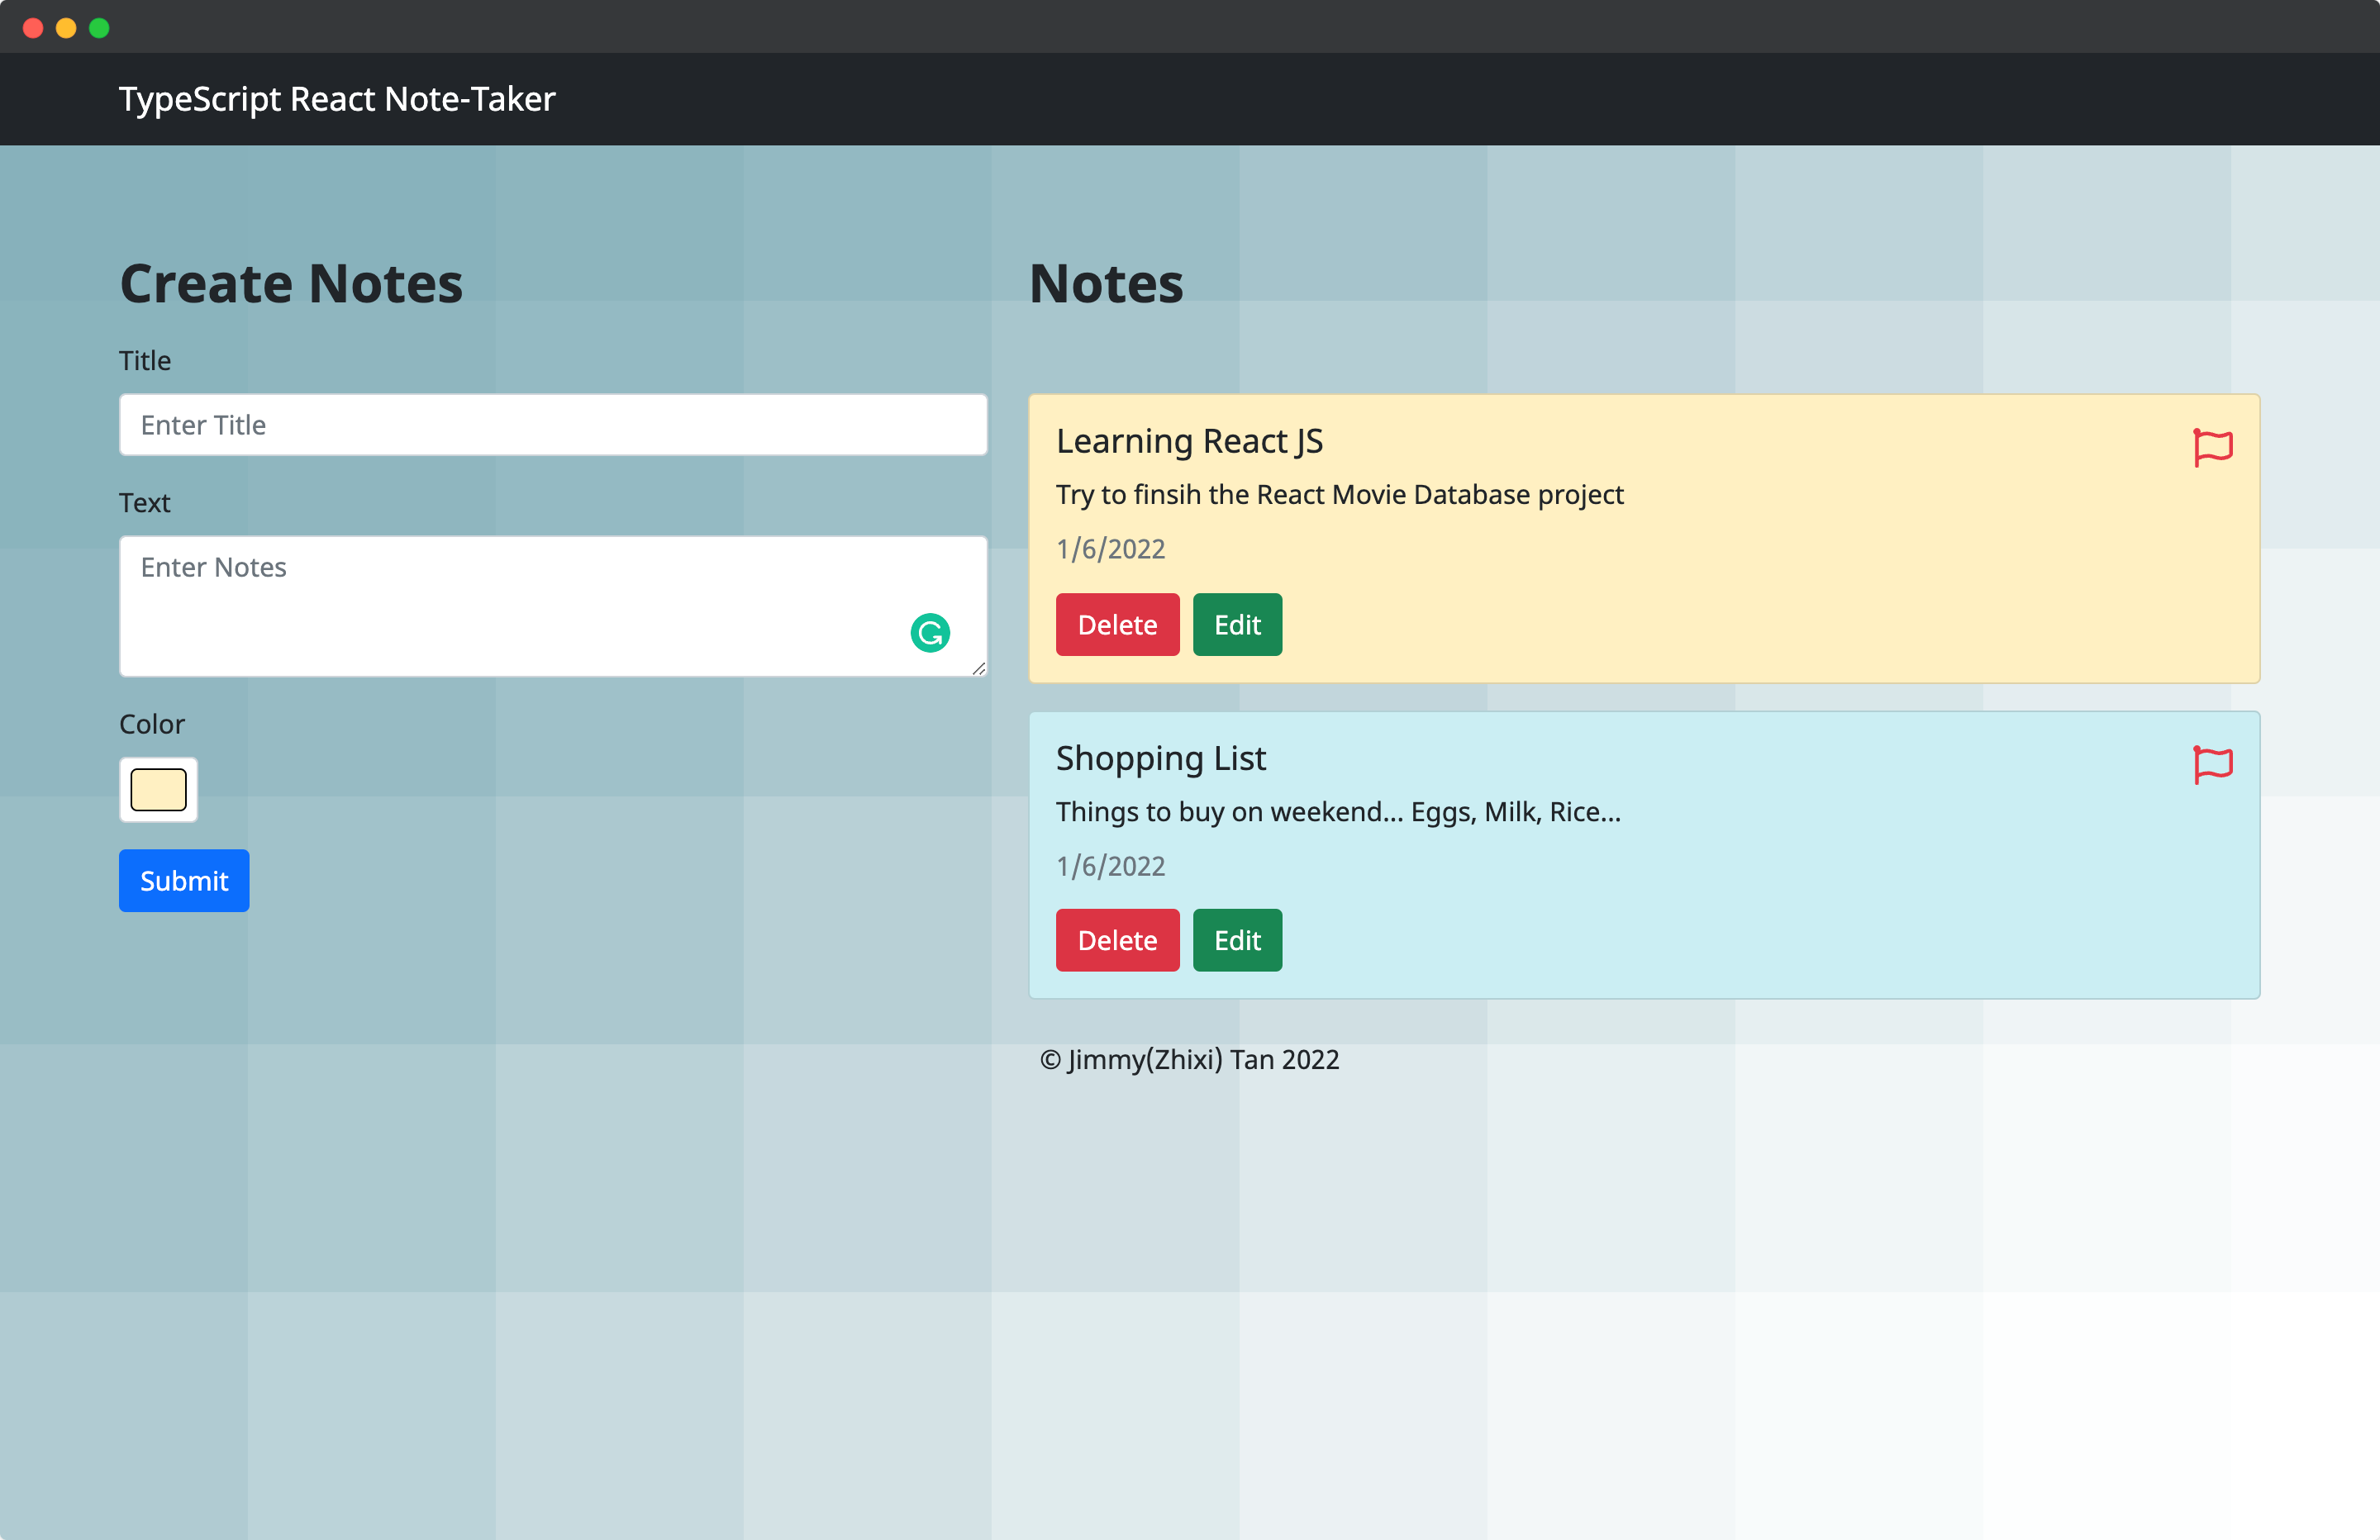 TypeScript React Note-Taker
Create Notes
Title
Enter Title
Text
Enter Notes
Color
Submit
Notes
Learning React JS
Try to finsih the React Movie Database project
1/6/2022
Delete Edit
Shopping List
Things to buy on weekend... Eggs, Milk, Rice...
1/6/2022
Delete Edit
© Jimmy(Zhixi) Tan 2022